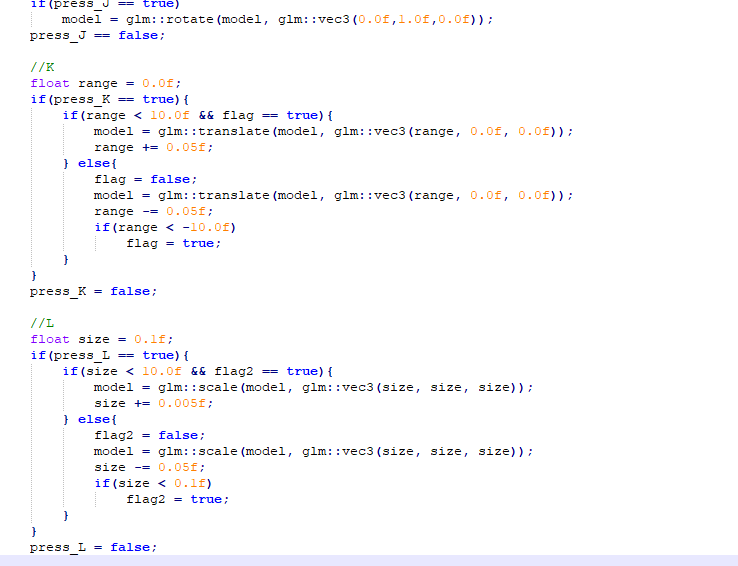 if(press_J == true)
model = glm::rotate(model, glm::vec3(0.0f,1.0f,0.0f));
press_J == false;
//K
float range = 0.0f;
if(press_K == true){
if(range < 10.0f && flag == true){
model = glm::translate(model, glm::vec3(range, 0.0f, 0.0f));
range += 0.05f;
} else{
flag = false;
model = glm::translate(model, glm::vec3(range, 0.0f, 0.0f));
range -= 0.05f;
if(range < -10.0f)
flag = true;
}
}
press_K = false;
//L
float size = 0.1f;
if(press_L == true){
if(size < 10.0f && flag2 == true){
model = glm::scale(model, glm::vec3(size, size, size));
size += 0.005f;
} else{
flag2 = false;
model = glm::scale(model, glm::vec3(size, size, size));
size -= 0.05f;
if(size < 0.1f)
flag2 = true;
}
}
press_L = false;